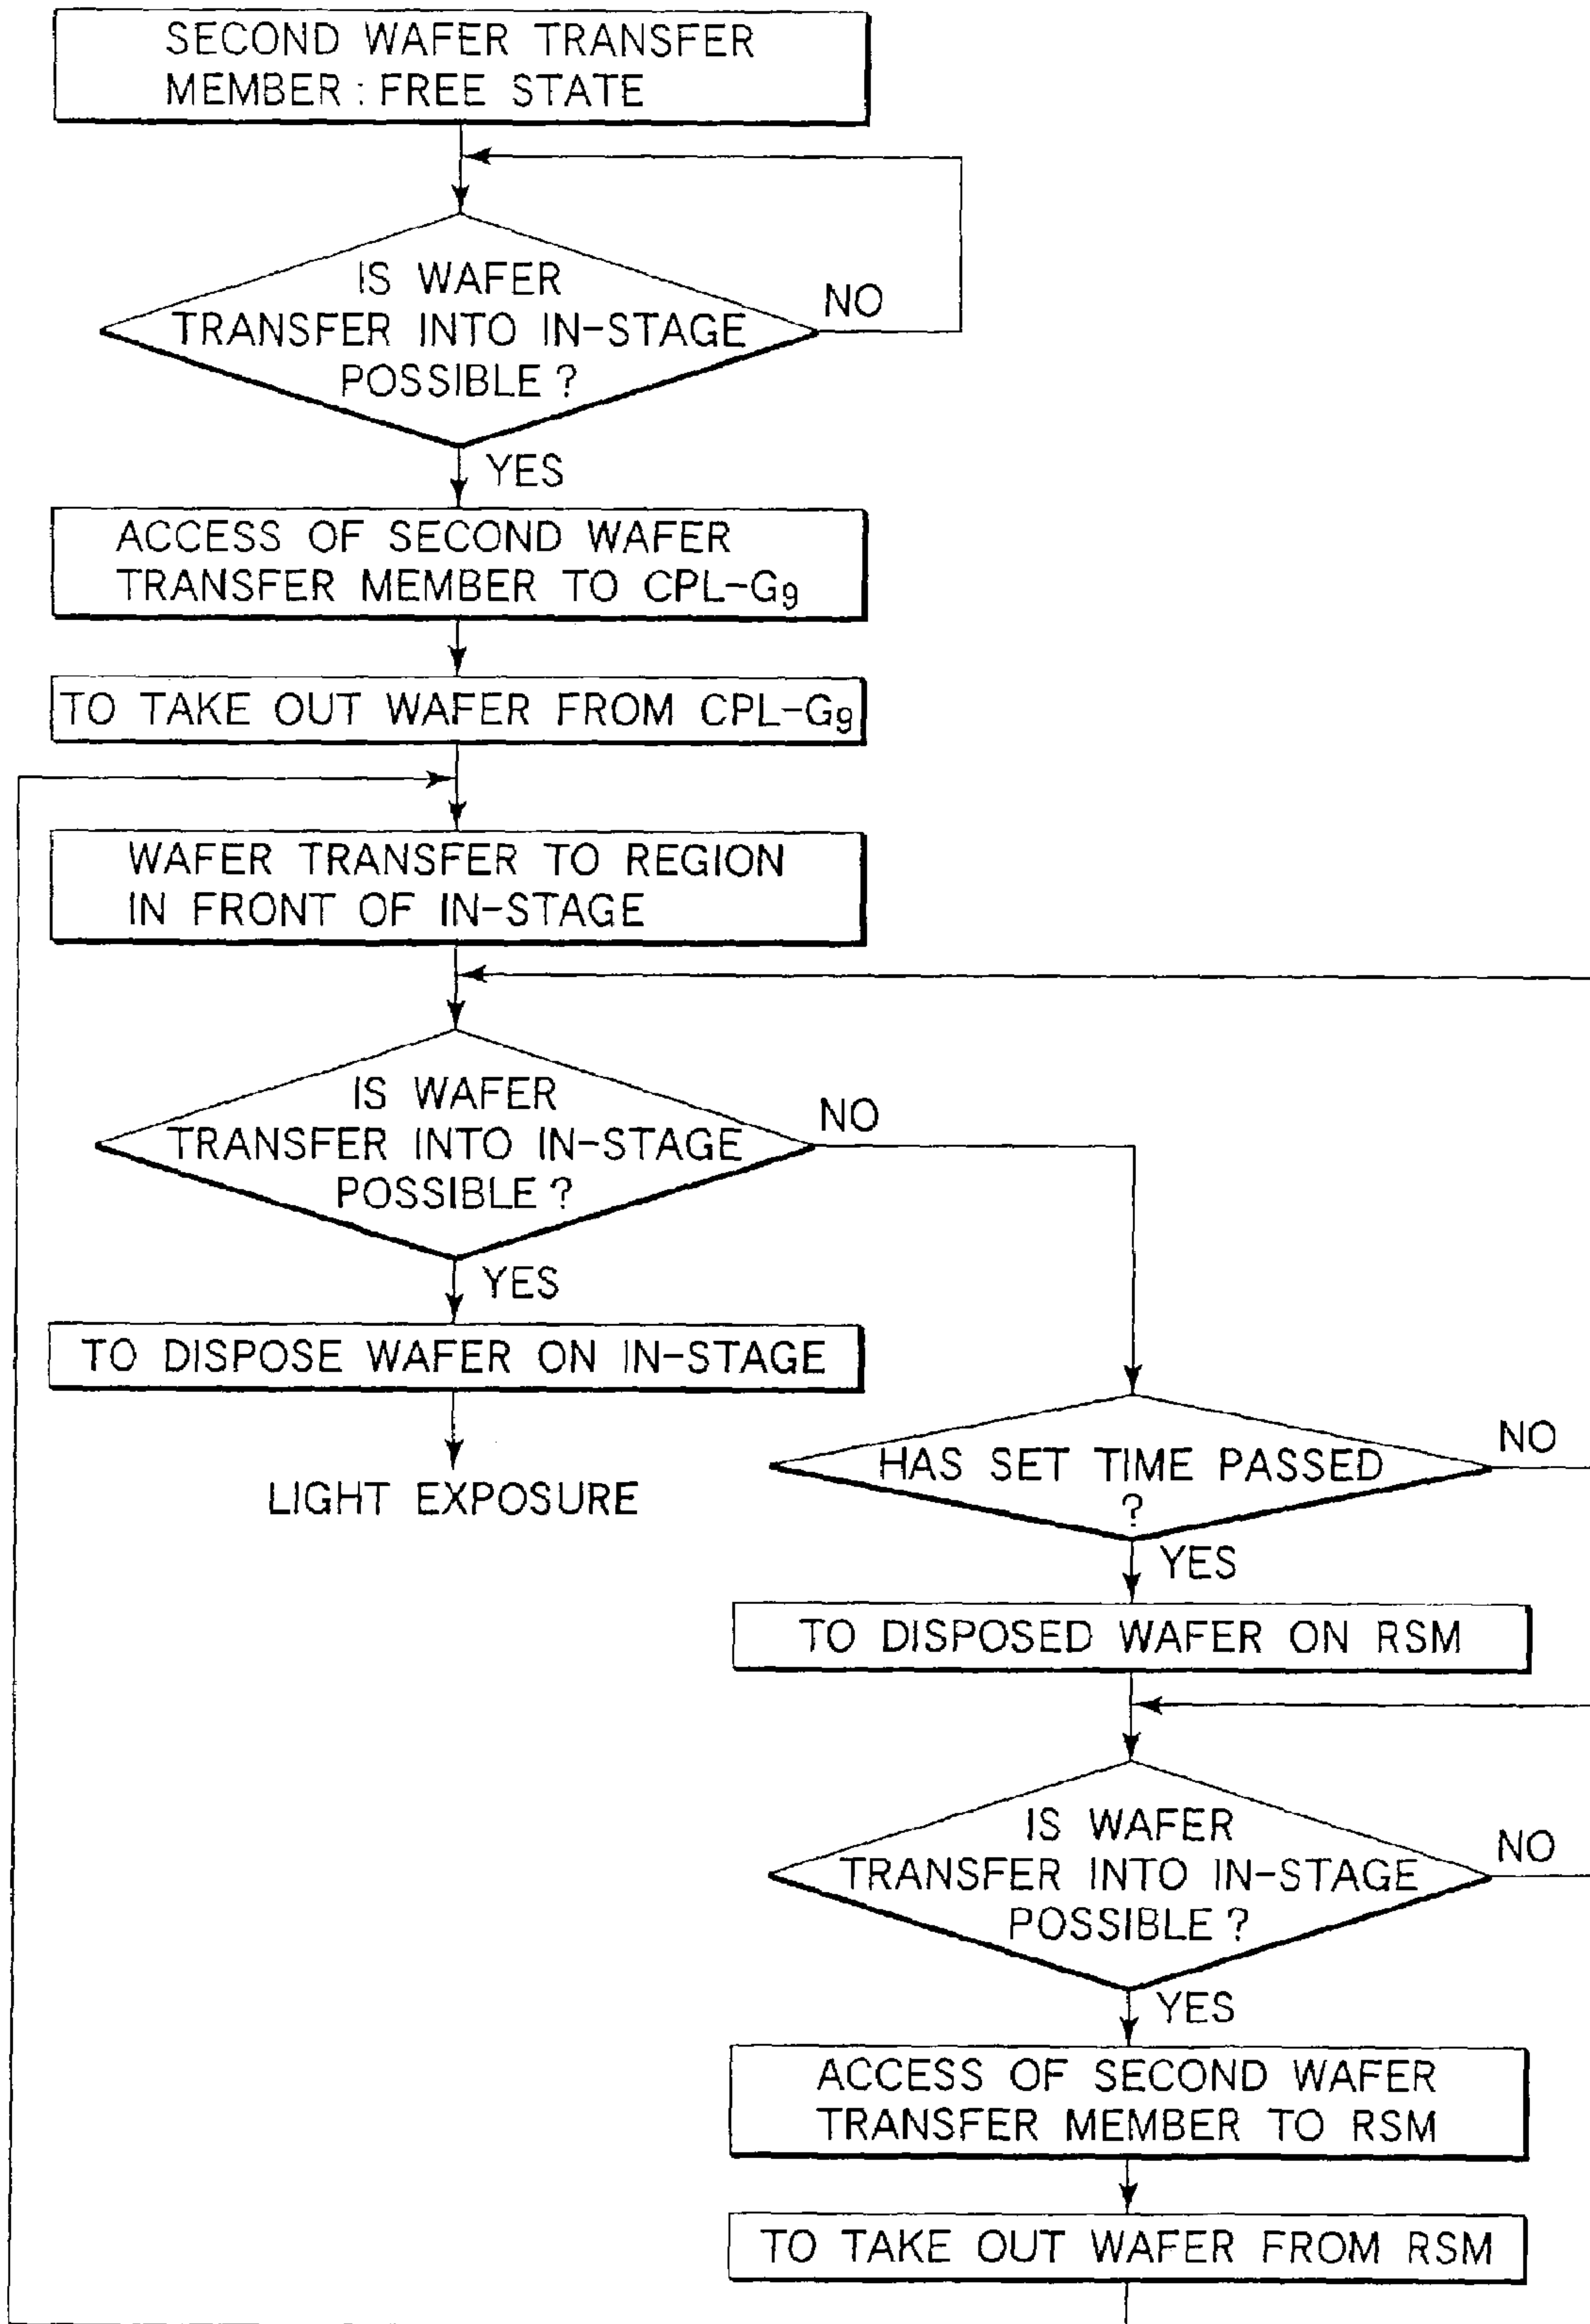 SECOND WAFER TRANSFER
MEMBER : FREE STATE
IS WAFER
TRANSFER INTO IN-STAGE
POSSIBLE ?
NO
YES
ACCESS OF SECOND WAFER
TRANSFER MEMBER TO CPL-G9
TO TAKE OUT WAFER FROM CPL-G9
WAFER TRANSFER TO REGION
IN FRONT OF IN-STAGE
IS WAFER
TRANSFER INTO IN-STAGE
POSSIBLE ?
NO
YES
TO DISPOSE WAFER ON IN-STAGE
LIGHT EXPOSURE
HAS SET TIME PASSED
?
NO
YES
TO DISPOSED WAFER ON RSM
IS WAFER
TRANSFER INTO IN-STAGE
POSSIBLE ?
NO
YES
ACCESS OF SECOND WAFER
TRANSFER MEMBER TO RSM
TO TAKE OUT WAFER FROM RSM